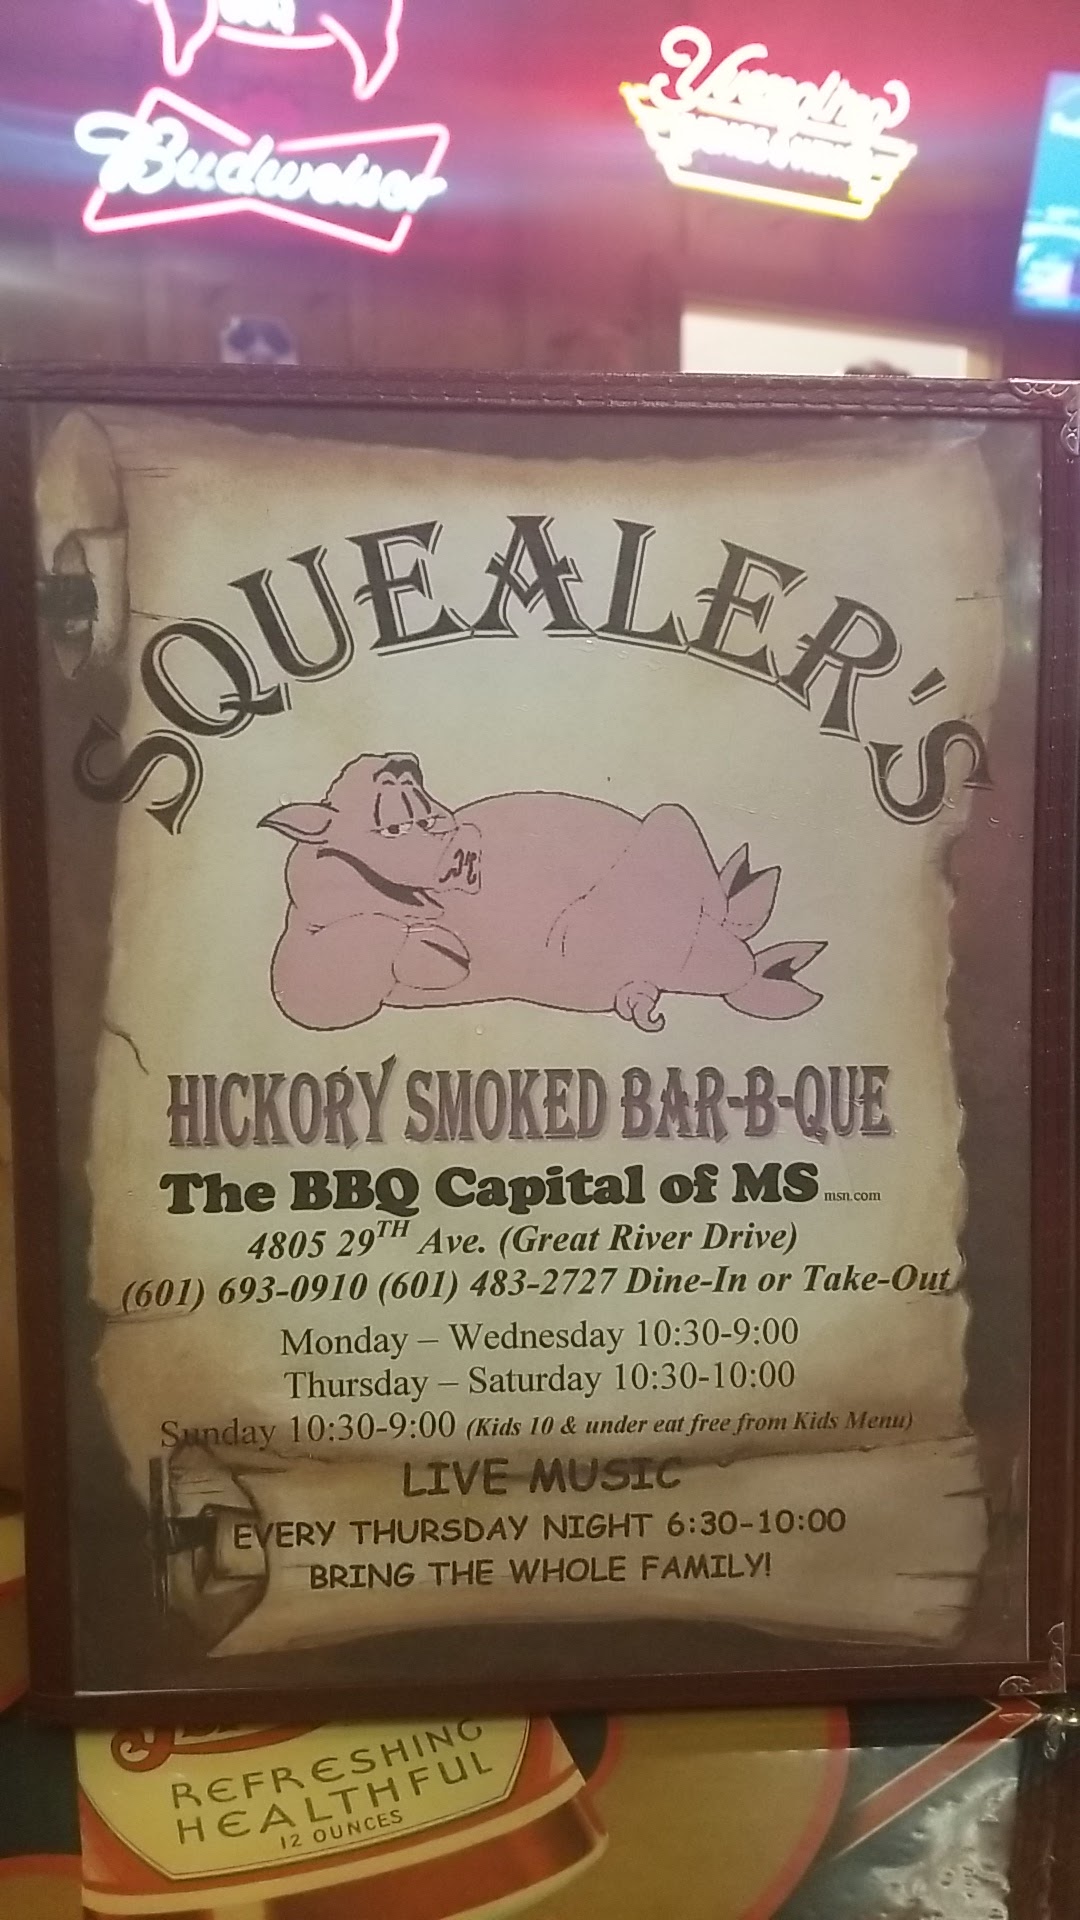 Budweiser
Yuengling
SQUEALER'S
HICKORY SMOKED BAR-B-QUE
The BBQ Capital of MS msn.com
4805 29TH Ave. (Great River Drive)
(601) 693-0910 (601) 483-2727 Dine-In or Take-Out
Monday – Wednesday 10:30-9:00
Thursday – Saturday 10:30-10:00
Sunday 10:30-9:00 (Kids 10 & under eat free from Kids Menu)
LIVE MUSIC
EVERY THURSDAY NIGHT 6:30-10:00
BRING THE WHOLE FAMILY!
REFRESHING
HEALTHFUL
12 OUNCES